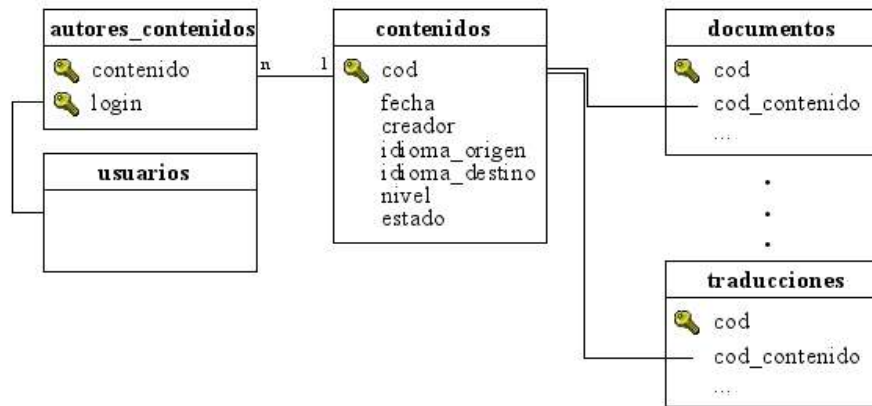 autores_contenidos
contenido
login
usuarios
n
1
contenidos
cod
fecha
creador
idioma_origen
idioma_destino
nivel
estado
documentos
cod
cod_contenido
...
traducciones
cod
cod_contenido
...